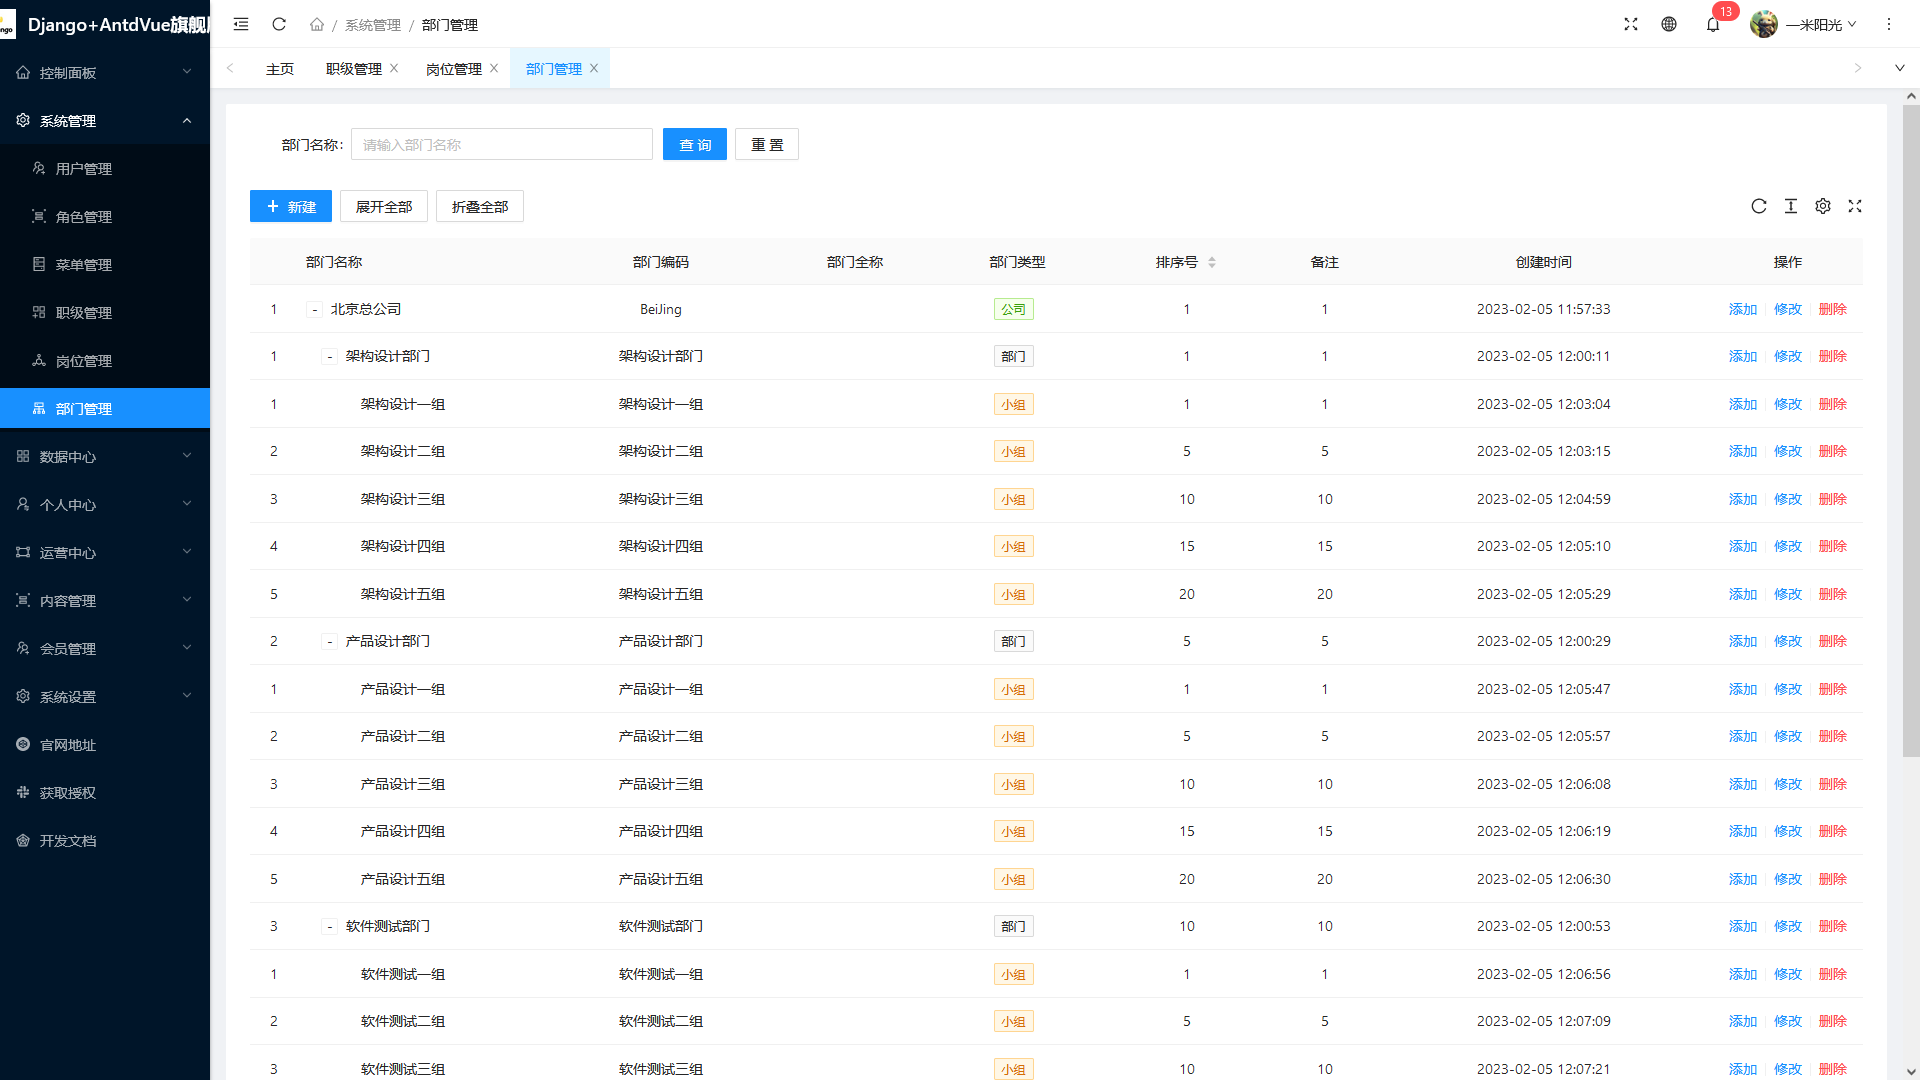 Django+AntdVue旗舰
控制面板
系统管理
用户管理
角色管理
菜单管理
职级管理
岗位管理
部门管理
数据中心
个人中心
运营中心
内容管理
会员管理
系统设置
官网地址
获取授权
开发文档
/ 系统管理 / 部门管理
13
一米阳光
主页 职级管理 岗位管理 部门管理
部门名称: 请输入部门名称 查 询 重 置
+ 新建 展开全部 折叠全部
部门名称 部门编码 部门全称 部门类型 排序号 备注 创建时间 操作
1 - 北京总公司 BeiJing 公司 1 1 2023-02-05 11:57:33 添加 修改 删除
1 - 架构设计部门 架构设计部门 部门 1 1 2023-02-05 12:00:11 添加 修改 删除
1 架构设计一组 架构设计一组 小组 1 1 2023-02-05 12:03:04 添加 修改 删除
2 架构设计二组 架构设计二组 小组 5 5 2023-02-05 12:03:15 添加 修改 删除
3 架构设计三组 架构设计三组 小组 10 10 2023-02-05 12:04:59 添加 修改 删除
4 架构设计四组 架构设计四组 小组 15 15 2023-02-05 12:05:10 添加 修改 删除
5 架构设计五组 架构设计五组 小组 20 20 2023-02-05 12:05:29 添加 修改 删除
2 - 产品设计部门 产品设计部门 部门 5 5 2023-02-05 12:00:29 添加 修改 删除
1 产品设计一组 产品设计一组 小组 1 1 2023-02-05 12:05:47 添加 修改 删除
2 产品设计二组 产品设计二组 小组 5 5 2023-02-05 12:05:57 添加 修改 删除
3 产品设计三组 产品设计三组 小组 10 10 2023-02-05 12:06:08 添加 修改 删除
4 产品设计四组 产品设计四组 小组 15 15 2023-02-05 12:06:19 添加 修改 删除
5 产品设计五组 产品设计五组 小组 20 20 2023-02-05 12:06:30 添加 修改 删除
3 - 软件测试部门 软件测试部门 部门 10 10 2023-02-05 12:00:53 添加 修改 删除
1 软件测试一组 软件测试一组 小组 1 1 2023-02-05 12:06:56 添加 修改 删除
2 软件测试二组 软件测试二组 小组 5 5 2023-02-05 12:07:09 添加 修改 删除
3 软件测试三组 软件测试三组 小组 10 10 2023-02-05 12:07:21 添加 修改 删除